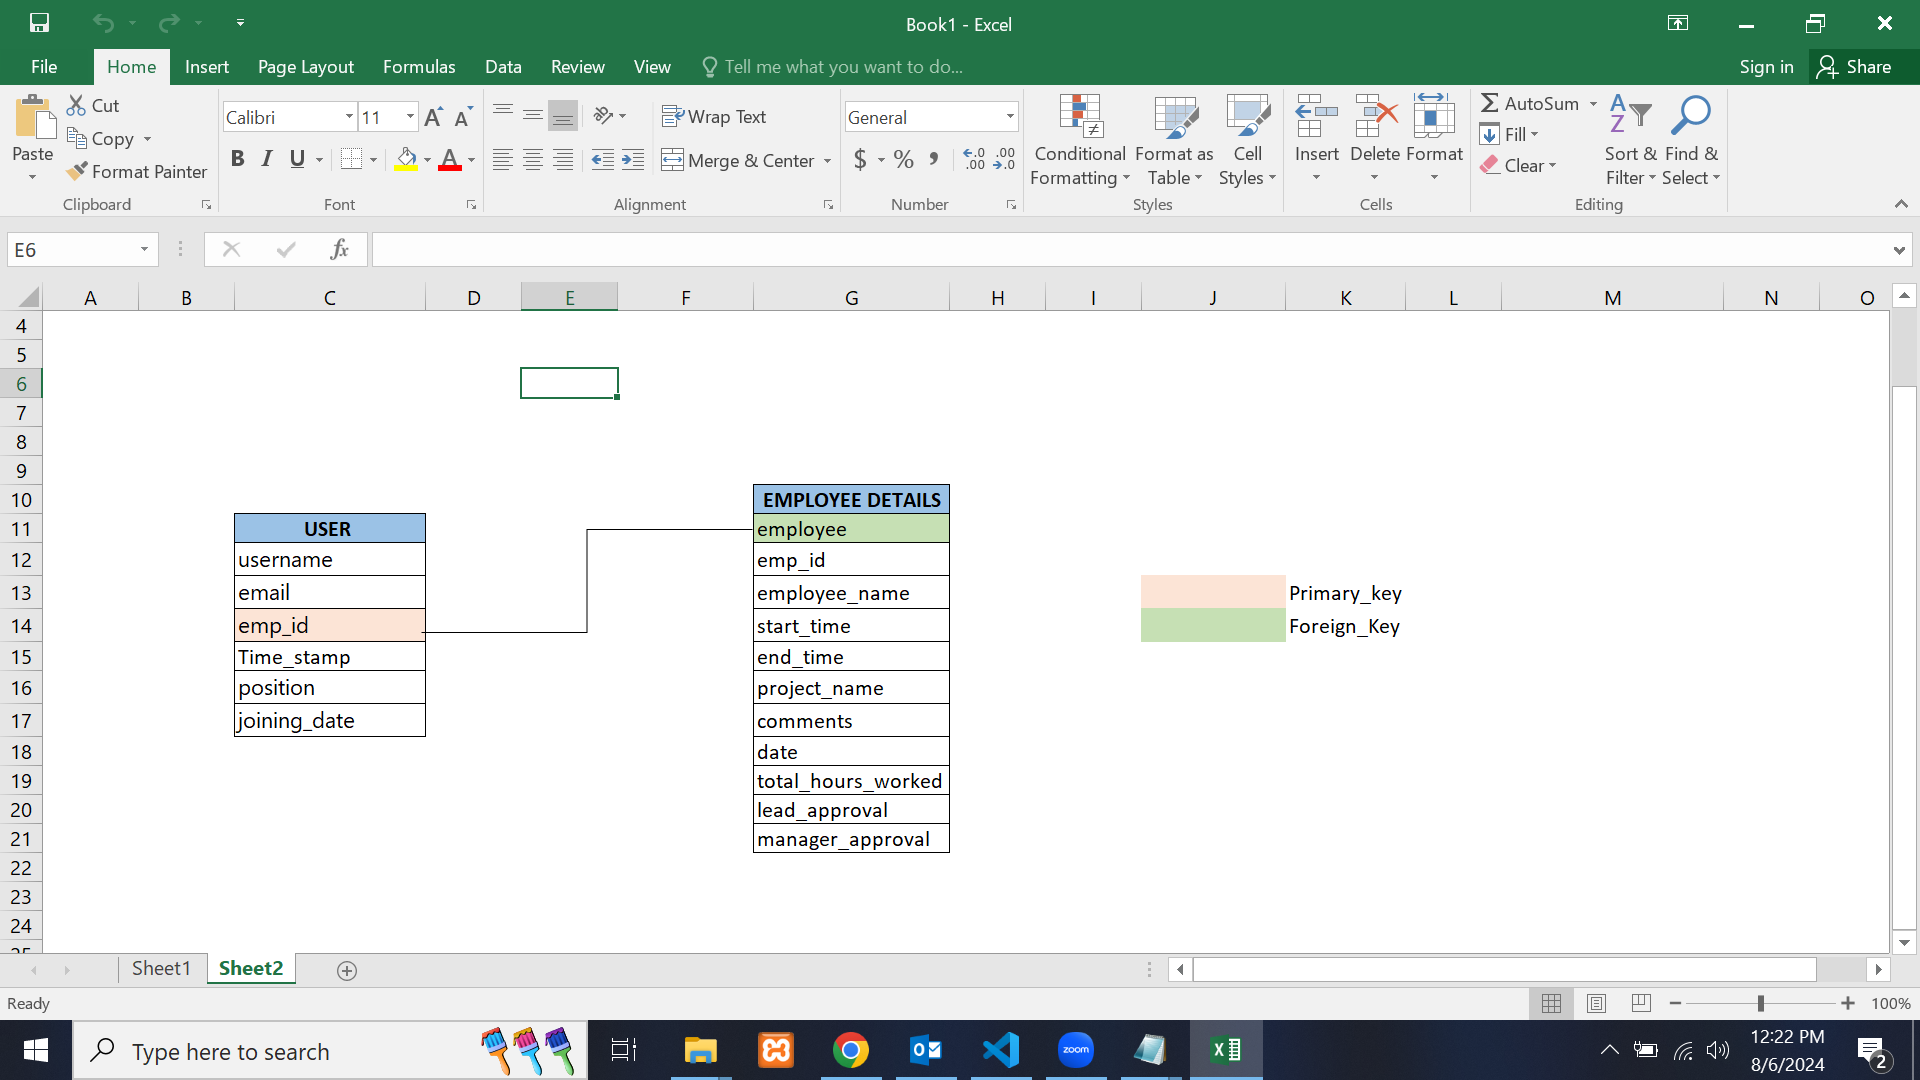 Book1 - Excel
File Home Insert Page Layout Formulas Data Review View Tell me what you want to do... Sign in Share
Paste
Cut
Copy
Format Painter
Clipboard
Calibri 11 A A
B I U A
Font
Wrap Text
Merge & Center
Alignment
General
$ % , .0 .00 .00 .0
Number
Conditional Formatting
Format as Table
Cell Styles
Styles
Insert Delete Format
Cells
AutoSum
Fill
Clear
Sort & Filter
Find & Select
Editing
E6 fx
A B C D E F G H I J K L M N O
4
5
6
7
8
9
10 EMPLOYEE DETAILS
11 USER employee
12 username emp_id
13 email employee_name Primary_key
14 emp_id start_time Foreign_Key
15 Time_stamp end_time
16 position project_name
17 joining_date comments
18 date
19 total_hours_worked
20 lead_approval
21 manager_approval
22
23
24
25
Sheet1 Sheet2
Ready 100%
Type here to search zoom 12:22 PM
8/6/2024 2